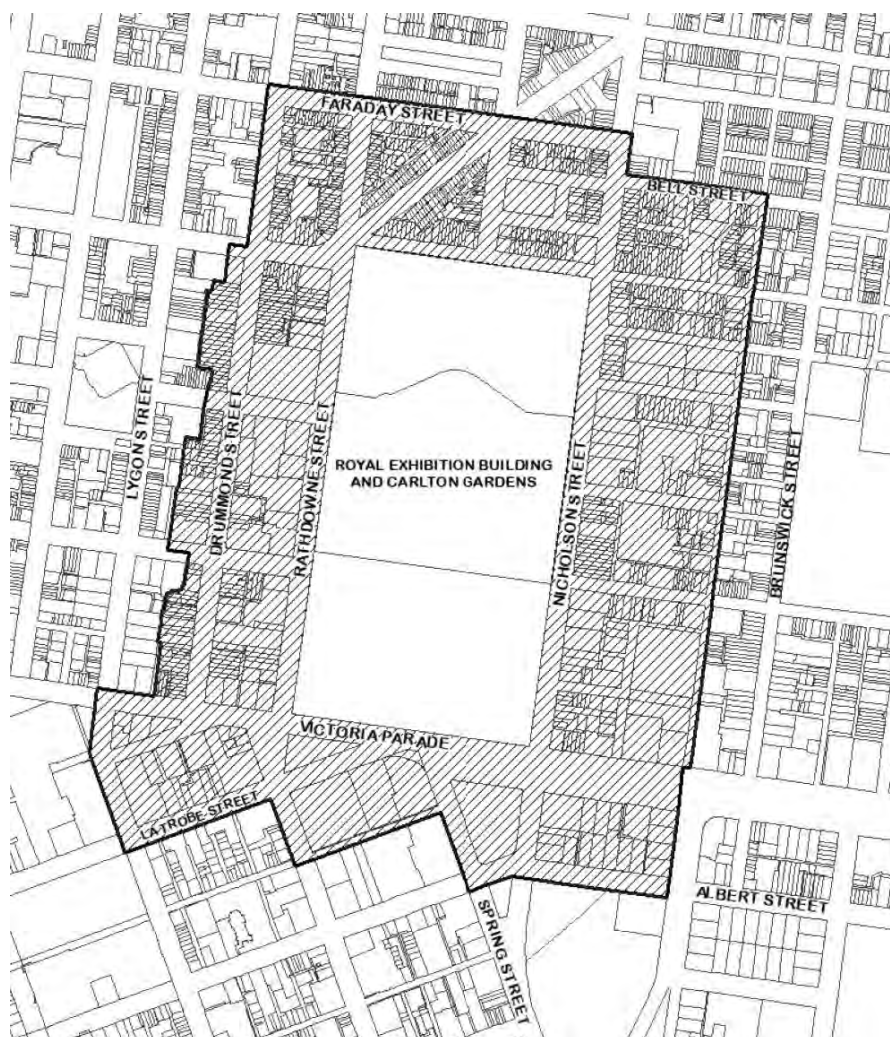 FARADAY STREET
BELL STREET
LYGON STREET
DRUMMOND STREET
RATHDOWNE STREET
ROYAL EXHIBITION BUILDING
AND CARLTON GARDENS
NICHOLSON STREET
BRUNSWICK STREET
VICTORIA PARADE
LATROBE STREET
ALBERT STREET
SPRING STREET